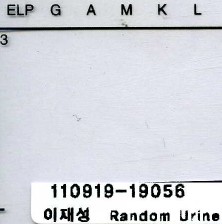 ELP G A M K L
3
110919-19056
이재성 Random Urine